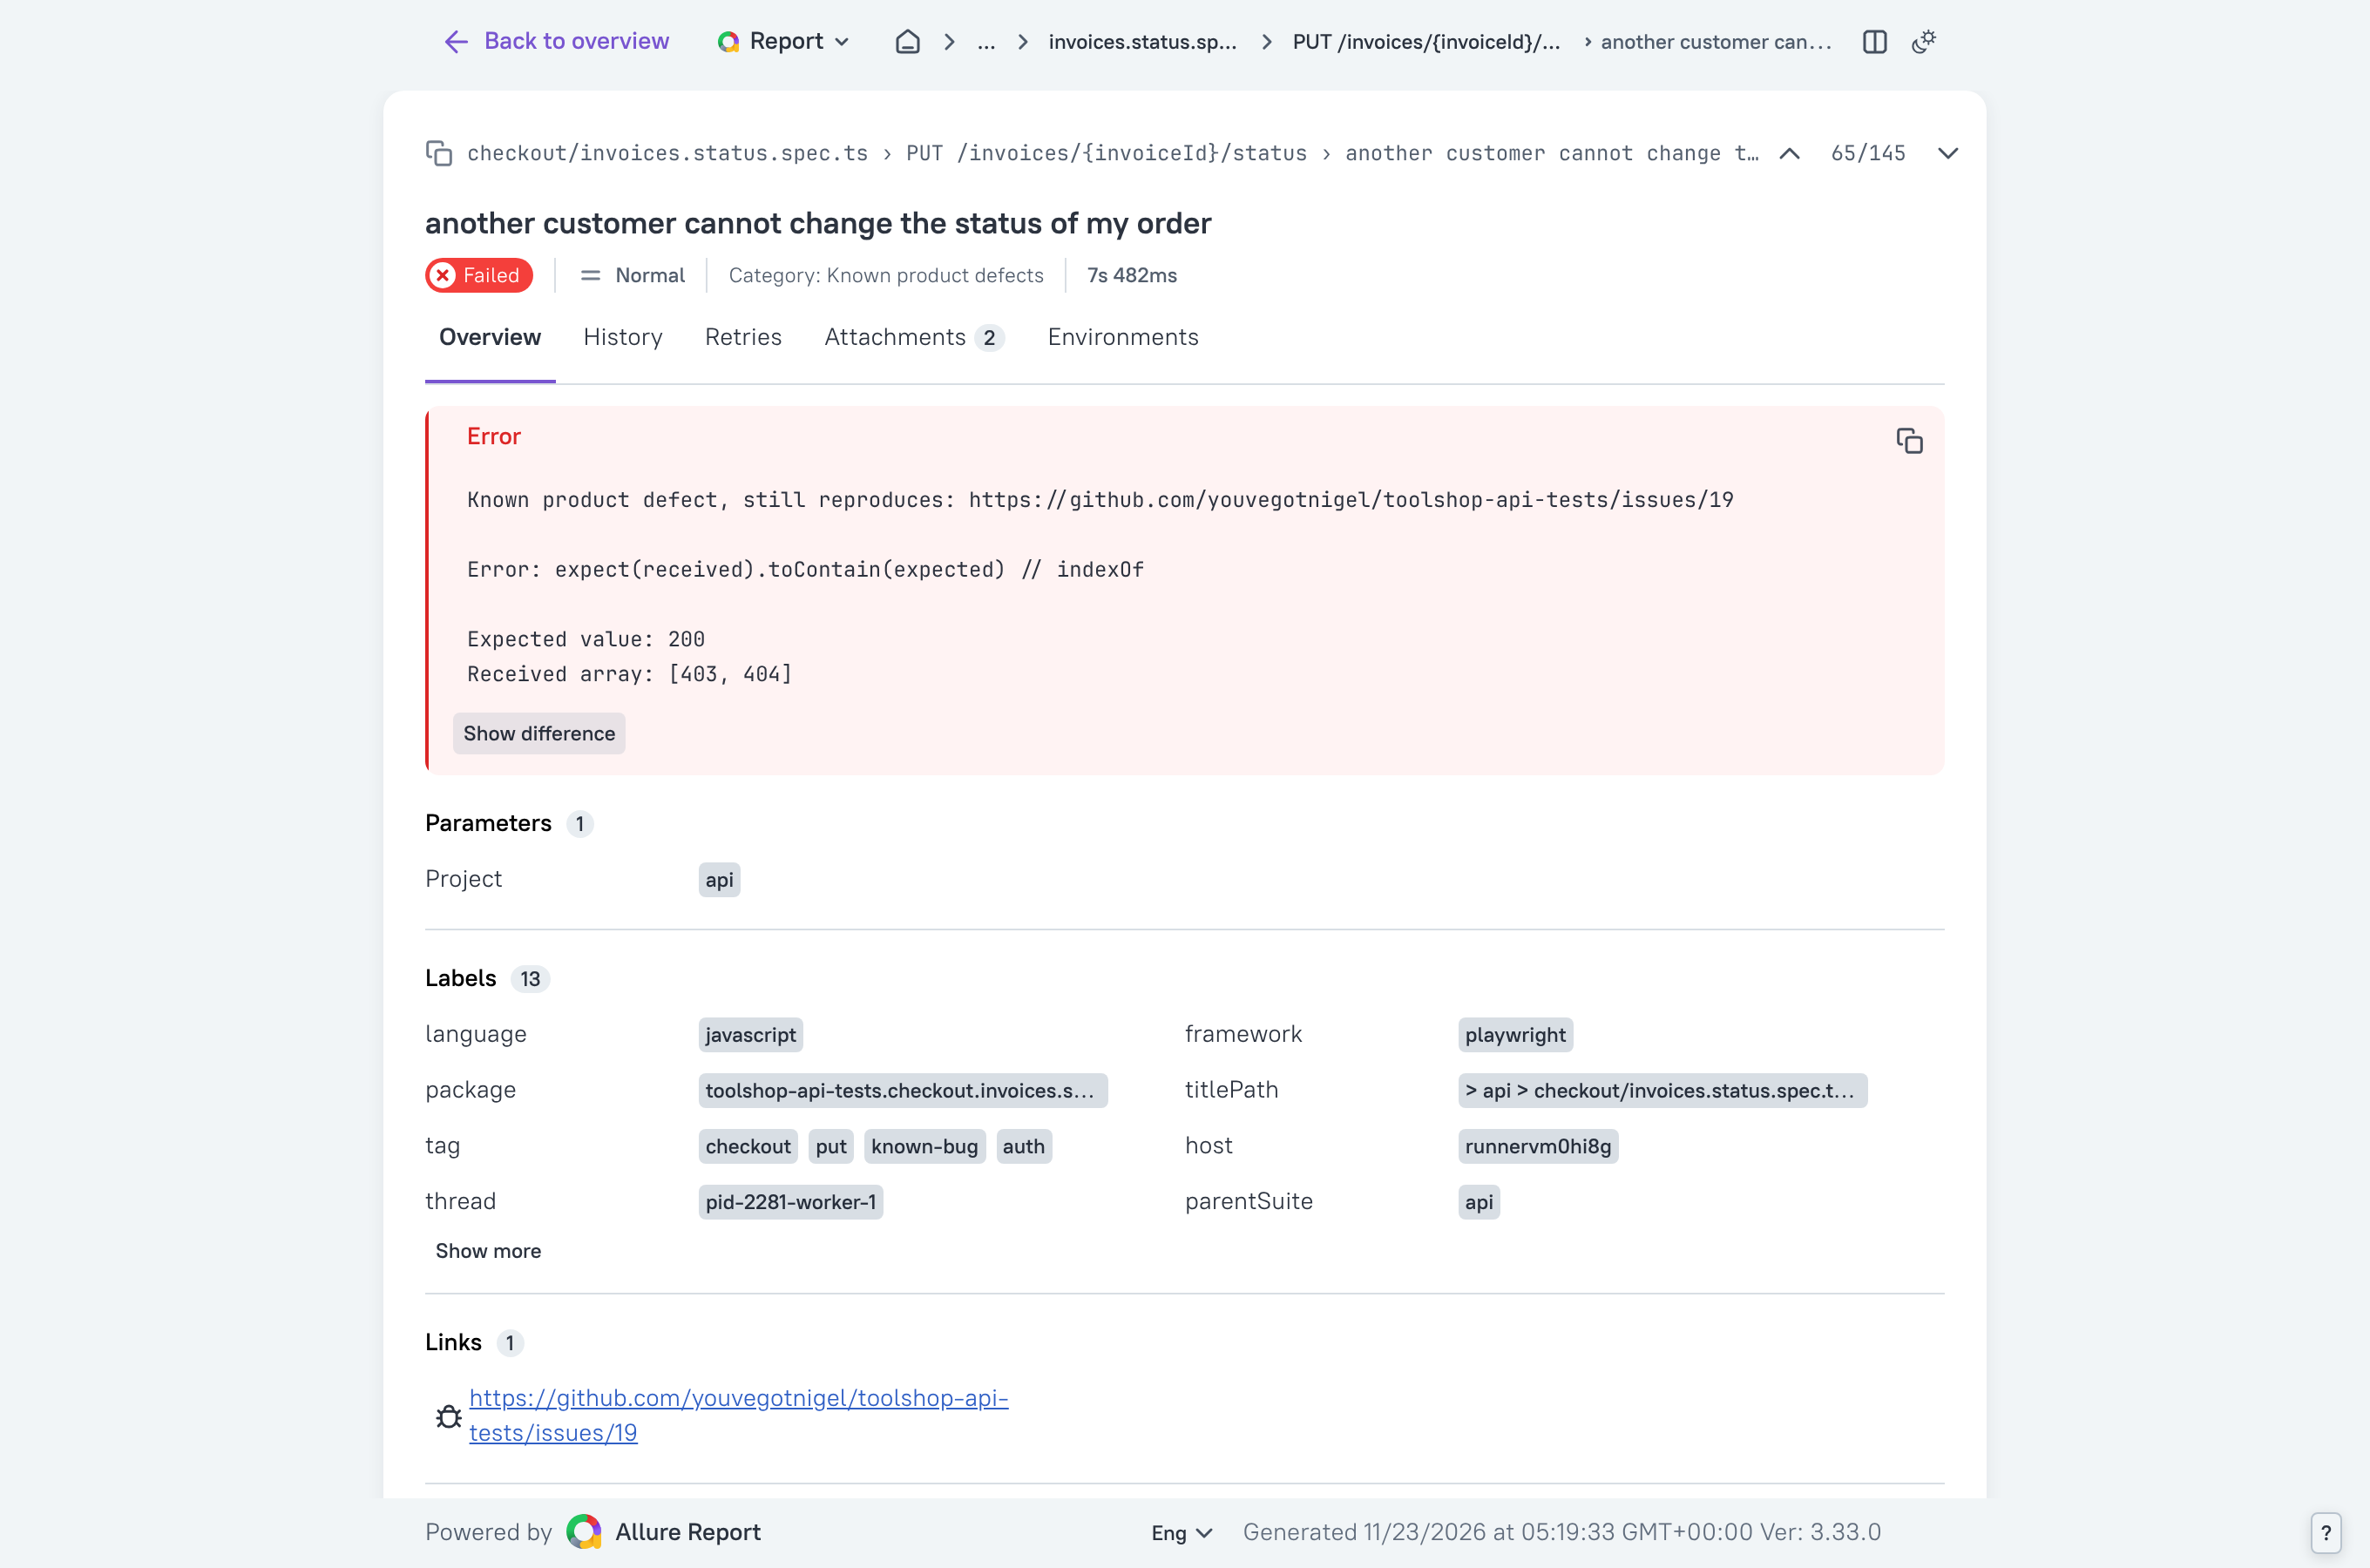 Back to overview
Report
...
invoices.status.sp...
PUT /invoices/{invoiceId}/...
another customer can...
checkout/invoices.status.spec.ts › PUT /invoices/{invoiceId}/status › another customer cannot change t…
65/145
another customer cannot change the status of my order
Failed
Normal
Category: Known product defects
7s 482ms
Overview
History
Retries
Attachments 2
Environments
Error
Known product defect, still reproduces: https://github.com/youvegotnigel/toolshop-api-tests/issues/19
Error: expect(received).toContain(expected) // indexOf
Expected value: 200
Received array: [403, 404]
Show difference
Parameters 1
Project api
Labels 13
language javascript
framework playwright
package toolshop-api-tests.checkout.invoices.s...
titlePath > api > checkout/invoices.status.spec.t...
tag checkout put known-bug auth
host runnervm0hi8g
thread pid-2281-worker-1
parentSuite api
Show more
Links 1
https://github.com/youvegotnigel/toolshop-api-
tests/issues/19
Powered by Allure Report
Eng
Generated 11/23/2026 at 05:19:33 GMT+00:00 Ver: 3.33.0
?